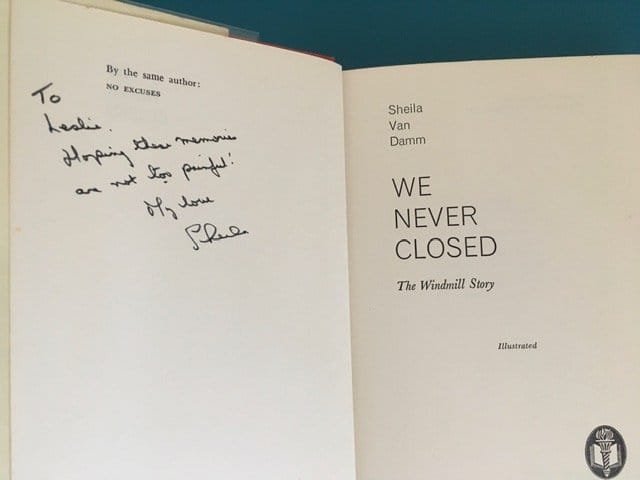 By the same author:
NO EXCUSES
To
Leslie.
Hoping these memories
are not too painful!
My love
Sheila
Sheila
Van
Damm
WE
NEVER
CLOSED
The Windmill Story
Illustrated